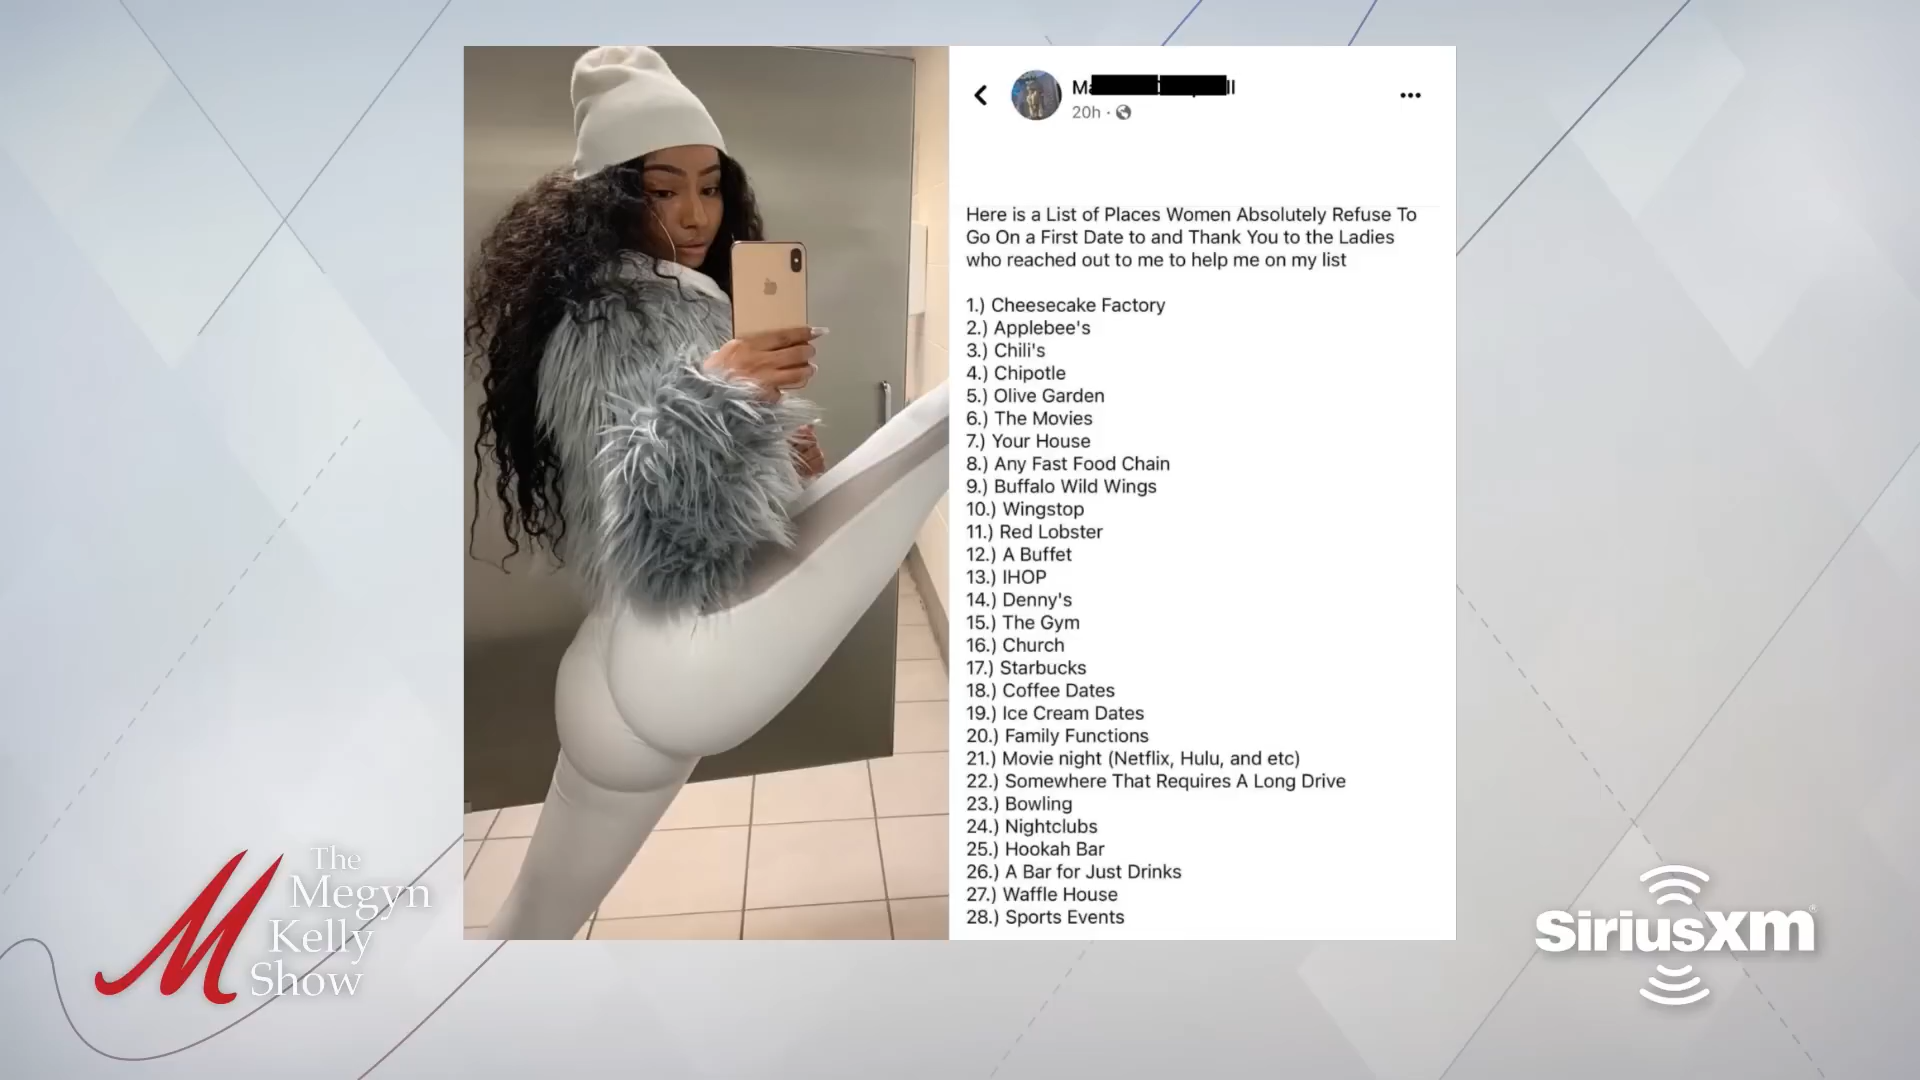 Ma
ll
20h
Here is a List of Places Women Absolutely Refuse To
Go On a First Date to and Thank You to the Ladies
who reached out to me to help me on my list
1.) Cheesecake Factory
2.) Applebee's
3.) Chili's
4.) Chipotle
5.) Olive Garden
6.) The Movies
7.) Your House
8.) Any Fast Food Chain
9.) Buffalo Wild Wings
10.) Wingstop
11.) Red Lobster
12.) A Buffet
13.) IHOP
14.) Denny's
15.) The Gym
16.) Church
17.) Starbucks
18.) Coffee Dates
19.) Ice Cream Dates
20.) Family Functions
21.) Movie night (Netflix, Hulu, and etc)
22.) Somewhere That Requires A Long Drive
23.) Bowling
24.) Nightclubs
25.) Hookah Bar
26.) A Bar for Just Drinks
27.) Waffle House
28.) Sports Events
The
Megyn
Kelly
Show
SiriusXM